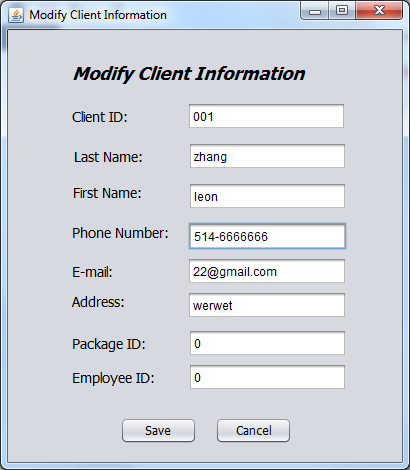 Modify Client Information
Modify Client Information
Client ID: 001
Last Name: zhang
First Name: leon
Phone Number: 514-6666666
E-mail: 22@gmail.com
Address: werwet
Package ID: 0
Employee ID: 0
Save Cancel